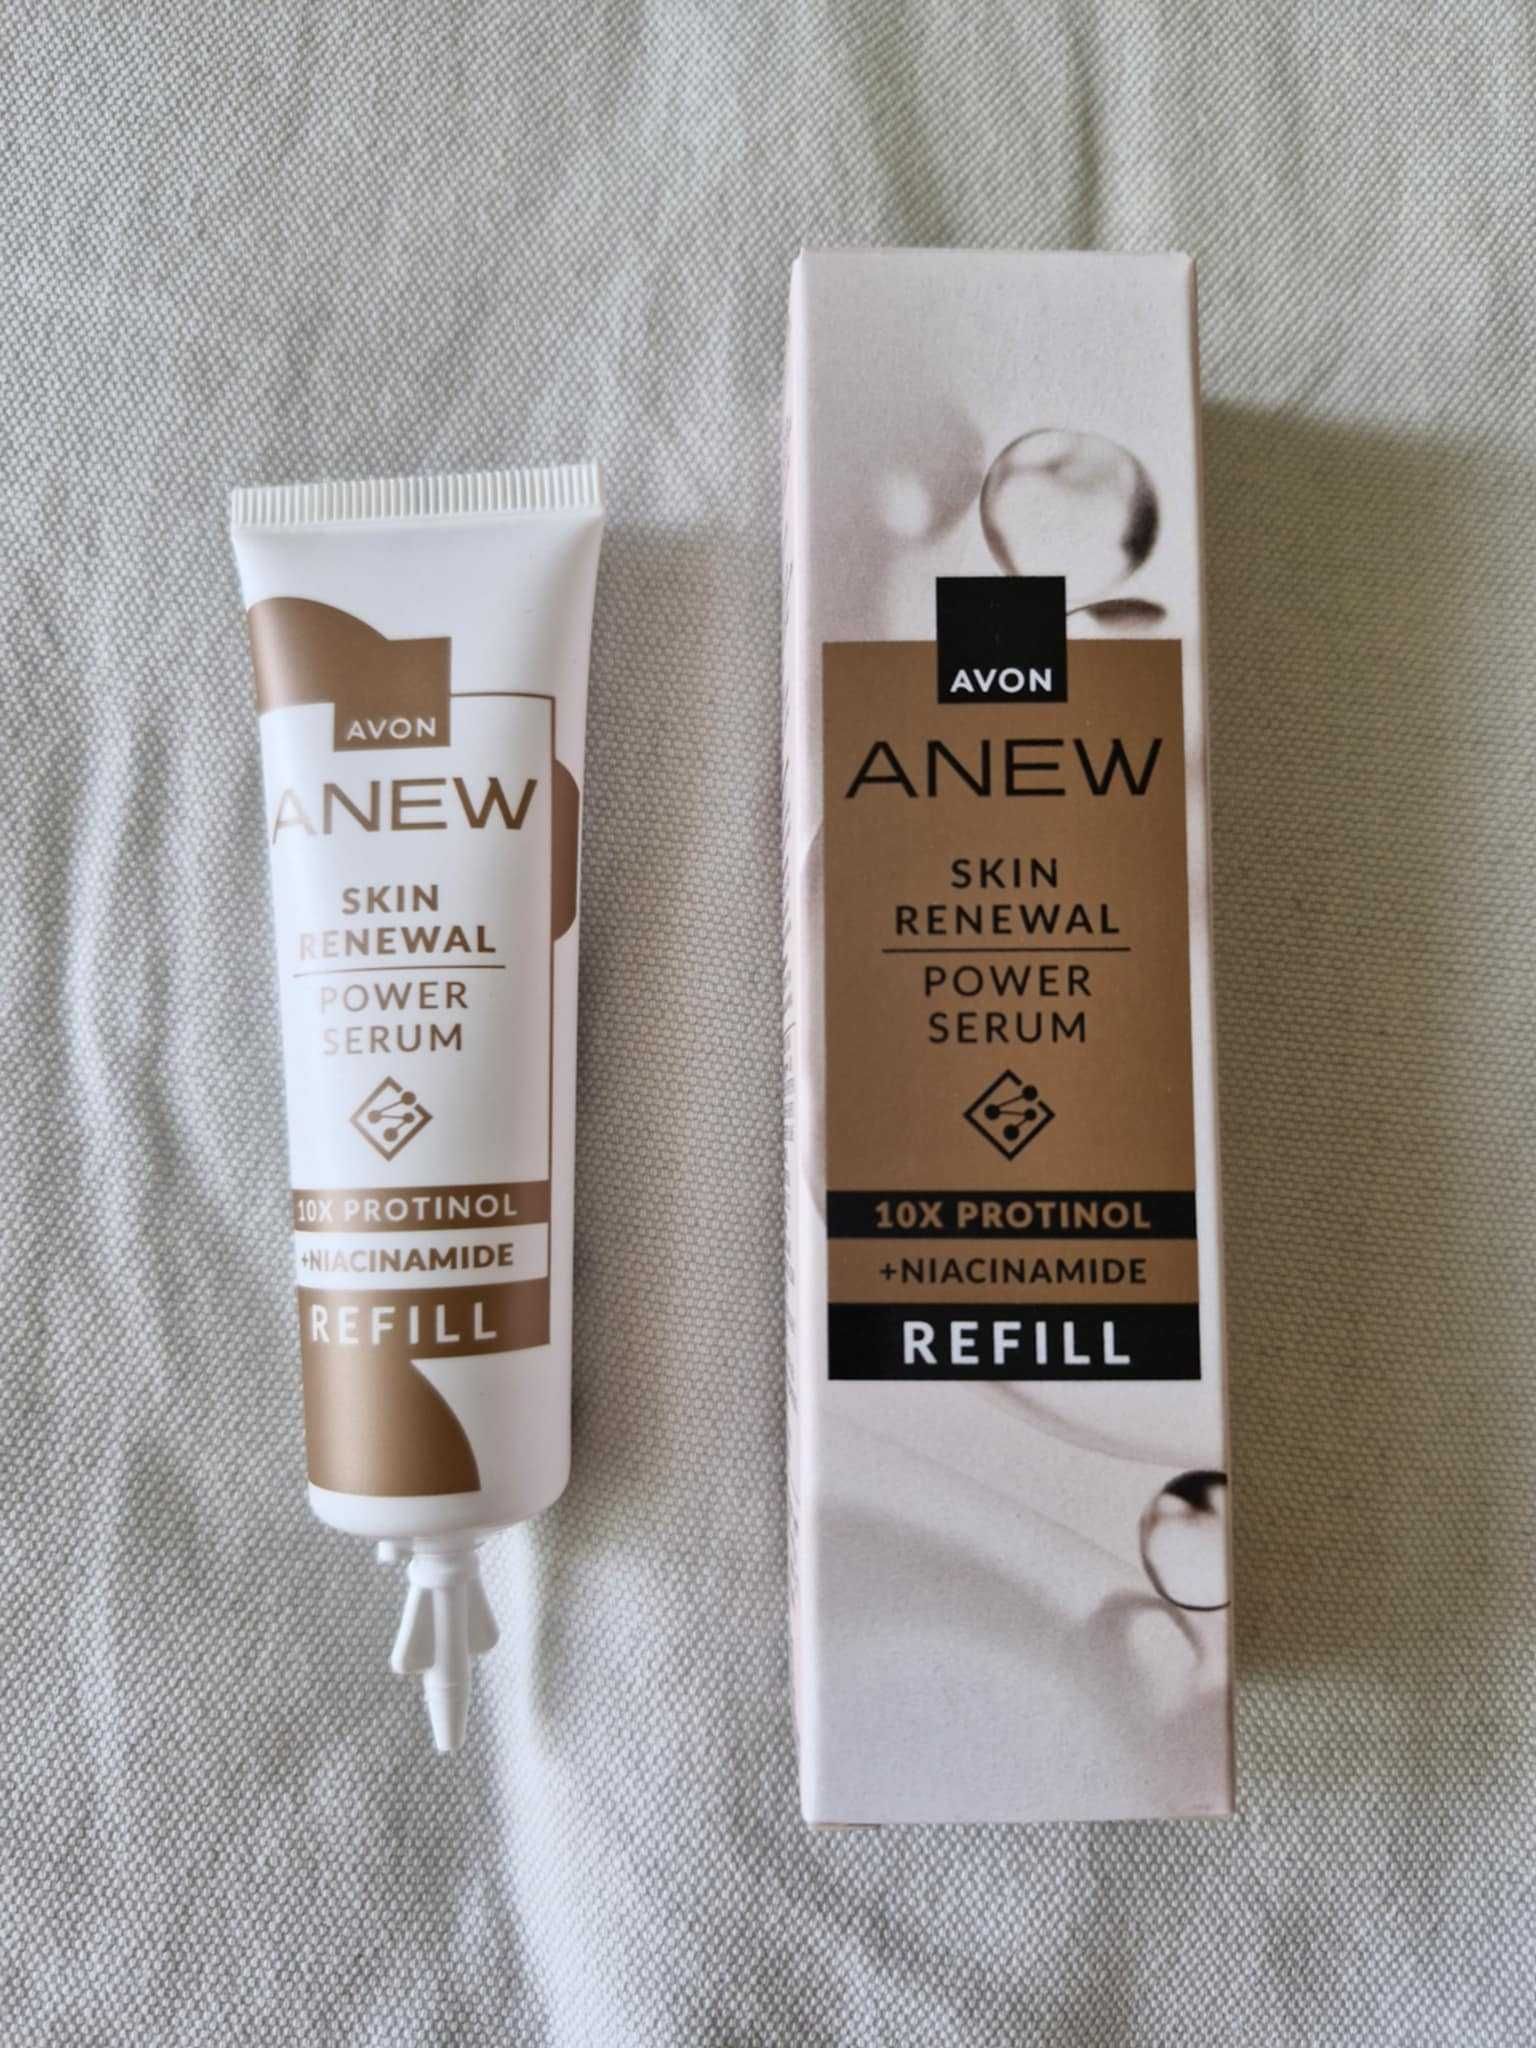 AVON
ANEW
SKIN
RENEWAL
POWER
SERUM
10X PROTINOL
+NIACINAMIDE
REFILL
AVON
ANEW
SKIN
RENEWAL
POWER
SERUM
10X PROTINOL
+NIACINAMIDE
REFILL